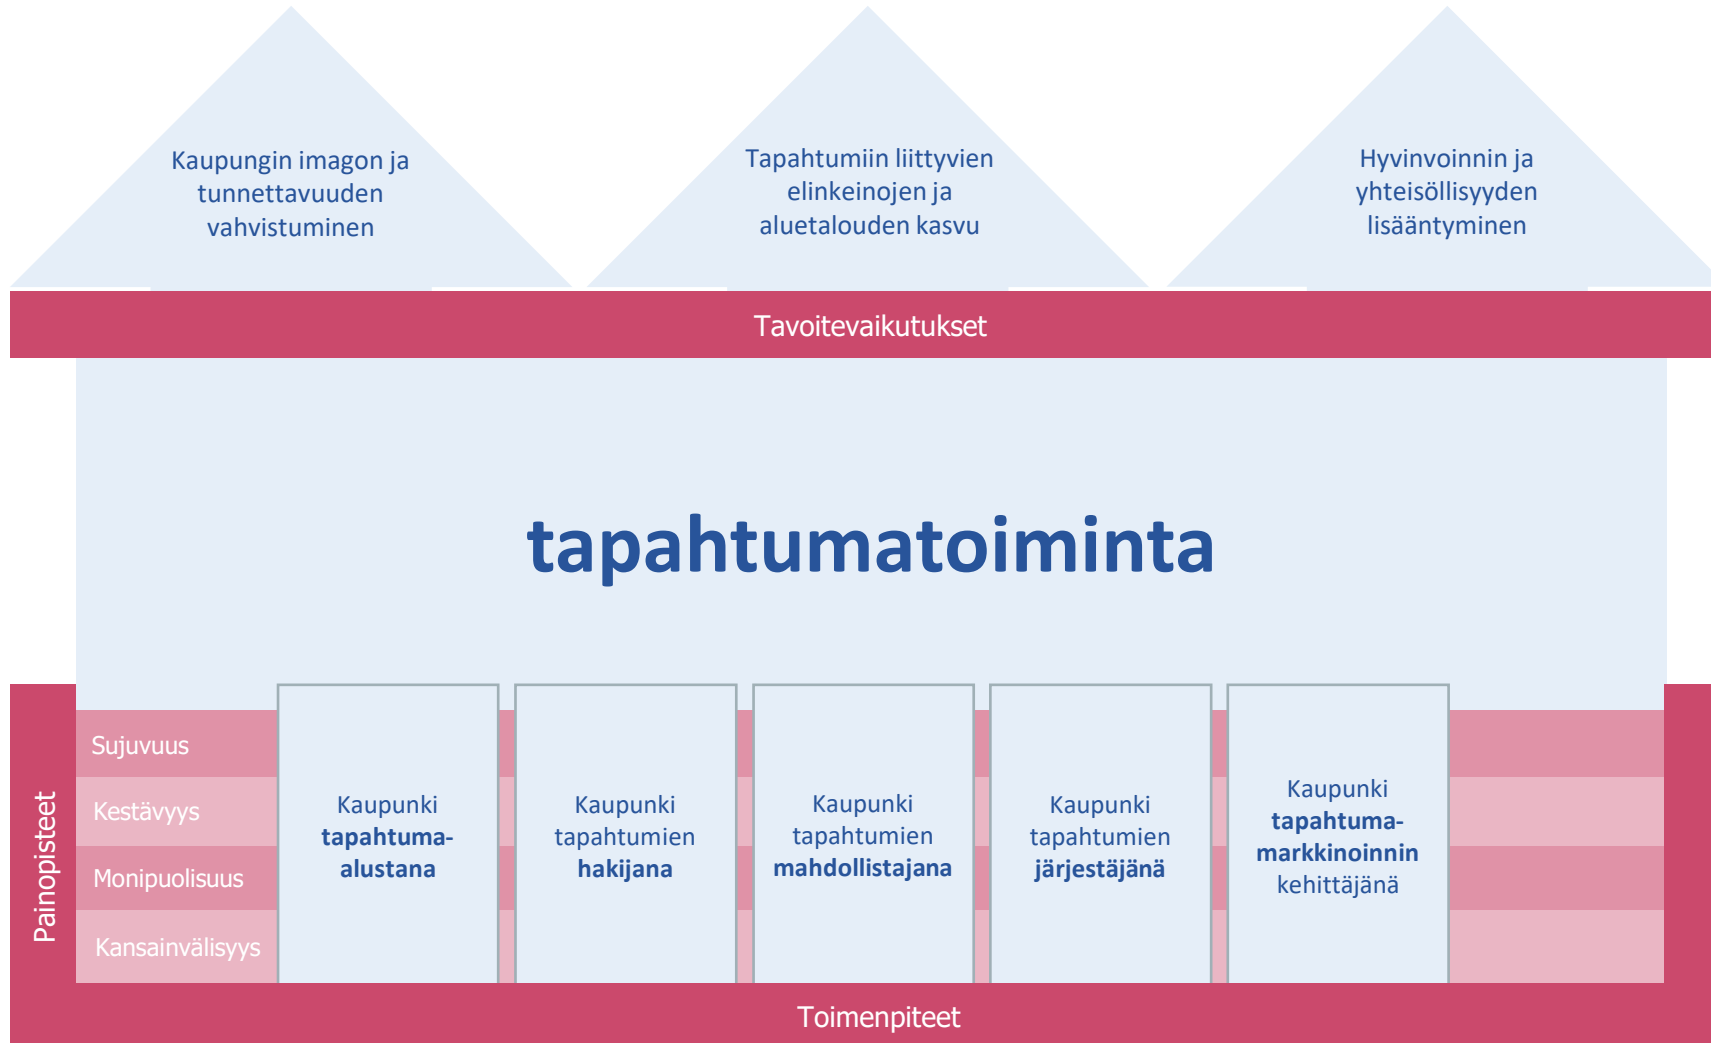 Kaupungin imagon ja
tunnettavuuden
vahvistuminen
Tapahtumiin liittyvien
elinkeinojen ja
aluetalouden kasvu
Hyvinvoinnin ja
yhteisöllisyyden
lisääntyminen
Tavoitevaikutukset
tapahtumatoiminta
Painopisteet
Sujuvuus
Kestävyys
Monipuolisuus
Kansainvälisyys
Kaupunki
tapahtuma-
alustana
Kaupunki
tapahtumien
hakijana
Kaupunki
tapahtumien
mahdollistajana
Kaupunki
tapahtumien
järjestäjänä
Kaupunki
tapahtuma-
markkinoinnin
kehittäjänä
Toimenpiteet